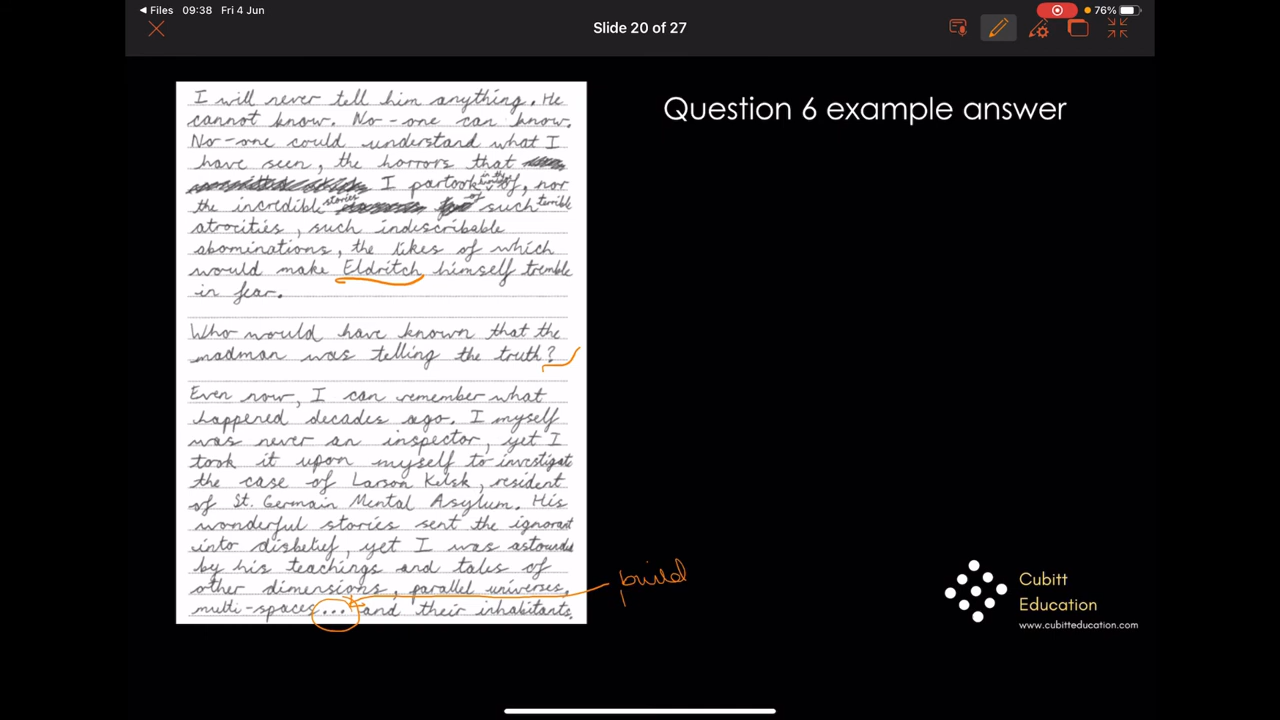 Files 09:38 Fri 4 Jun 76%
Slide 20 of 27
Question 6 example answer
I will never tell him anything. He
cannot know. No-one can know.
No-one could understand what I
have seen, the horrors that
I partook of, nor
the incredible stories of such terrible
atrocities, such indescribable
abominations, the likes of which
would make Eldritch himself tremble
in fear.
Who would have known that the
madman was telling the truth?
Even now, I can remember what
happened decades ago. I myself
was never an inspector, yet I
took it upon myself to investigate
the case of Larson Kelsk, resident
of St. Germain Mental Asylum. His
wonderful stories sent the ignorant
into disbelief, yet I was astounded
by his teachings and tales of
other dimensions, parallel universes,
multi-spaces... and their inhabitants.
build
Cubitt
Education
www.cubitteducation.com